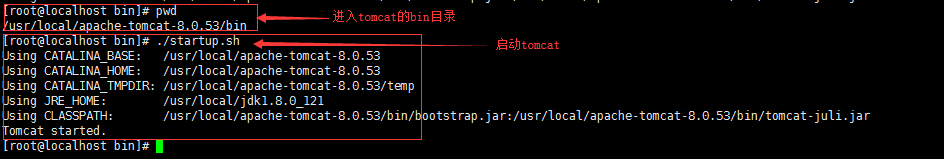 [root@localhost bin]# pwd
进入tomcat的bin目录
/usr/local/apache-tomcat-8.0.53/bin
[root@localhost bin]# ./startup.sh
启动tomcat
Using CATALINA_BASE:   /usr/local/apache-tomcat-8.0.53
Using CATALINA_HOME:   /usr/local/apache-tomcat-8.0.53
Using CATALINA_TMPDIR: /usr/local/apache-tomcat-8.0.53/temp
Using JRE_HOME:        /usr/local/jdk1.8.0_121
Using CLASSPATH:       /usr/local/apache-tomcat-8.0.53/bin/bootstrap.jar:/usr/local/apache-tomcat-8.0.53/bin/tomcat-juli.jar
Tomcat started.
[root@localhost bin]#